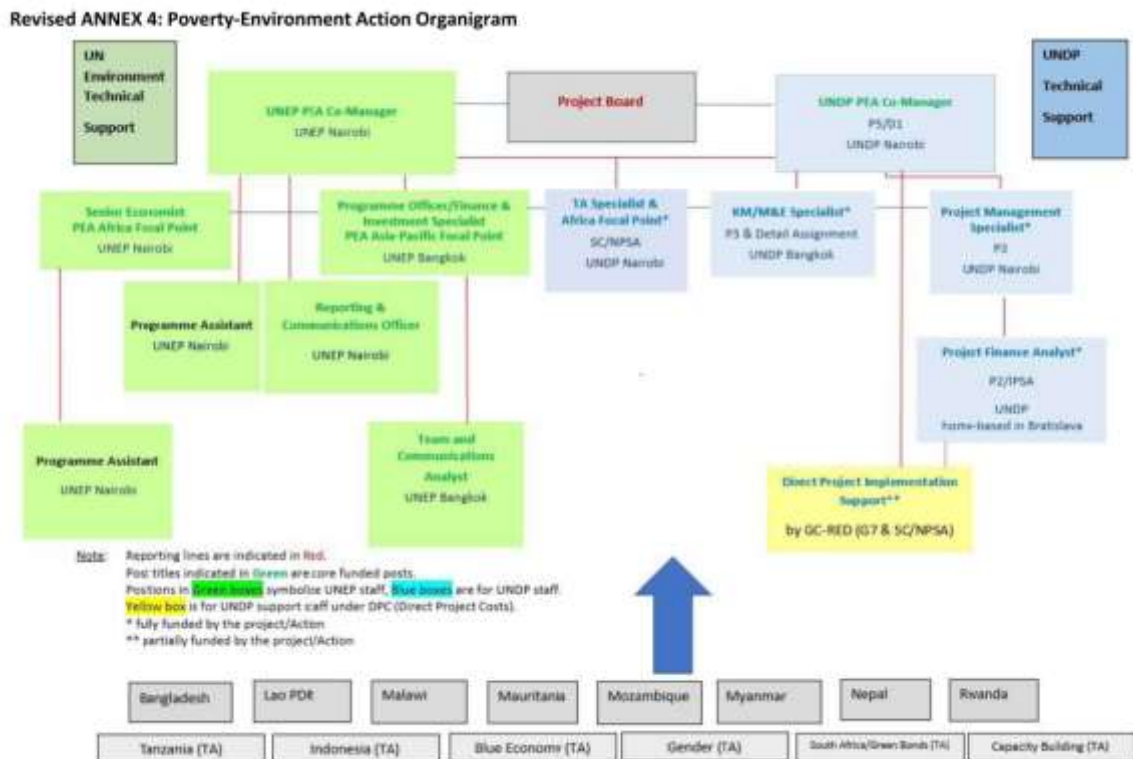 Revised ANNEX 4: Poverty-Environment Action Organigram
UN
Environment
Technical
Support
UNEP PEA Co-Manager
UNEP Nairobi
Project Board
UNDP PEA Co-Manager
P5/D1
UNDP Nairobi
UNDP
Technical
Support
Senior Economist
PEA Africa Focal Point
UNEP Nairobi
Programme Officer/Finance &
Investment Specialist
PEA Asia-Pacific Focal Point
UNEP Bangkok
TA Specialist &
Africa Focal Point*
SC/NPSA
UNDP Nairobi
KM/M&E Specialist*
& Detail Assignment
UNDP Bangkok
Project Management
Specialist*
UNDP Nairobi
Programme Assistant
UNEP Nairobi
Reporting &
Communications Officer
UNEP Nairobi
Project Finance Analyst*
P2/IPSA
UNDP
home-based in Bratislava
Programme Assistant
UNEP Nairobi
Team and
Communications
Analyst
UNEP Bangkok
Direct Project Implementation
Support**
by GC-RED (G7 & SC/NPSA)
Note: Reporting lines are indicated in Red.
Post titles indicated in Green are core funded posts.
Positions in Green boxes symbolise UNEP staff, Blue boxes are for UNDP staff.
Yellow box is for UNDP support staff under DPC (Direct Project Costs).
* fully funded by the project/Action
** partially funded by the project/Action
Bangladesh
Lao PDR
Malawi
Mauritania
Mozambique
Myanmar
Nepal
Rwanda
Tanzania (TA)
Indonesia (TA)
Blue Economy (TA)
Gender (TA)
South Africa/Green Bonds (TA)
Capacity Building (TA)